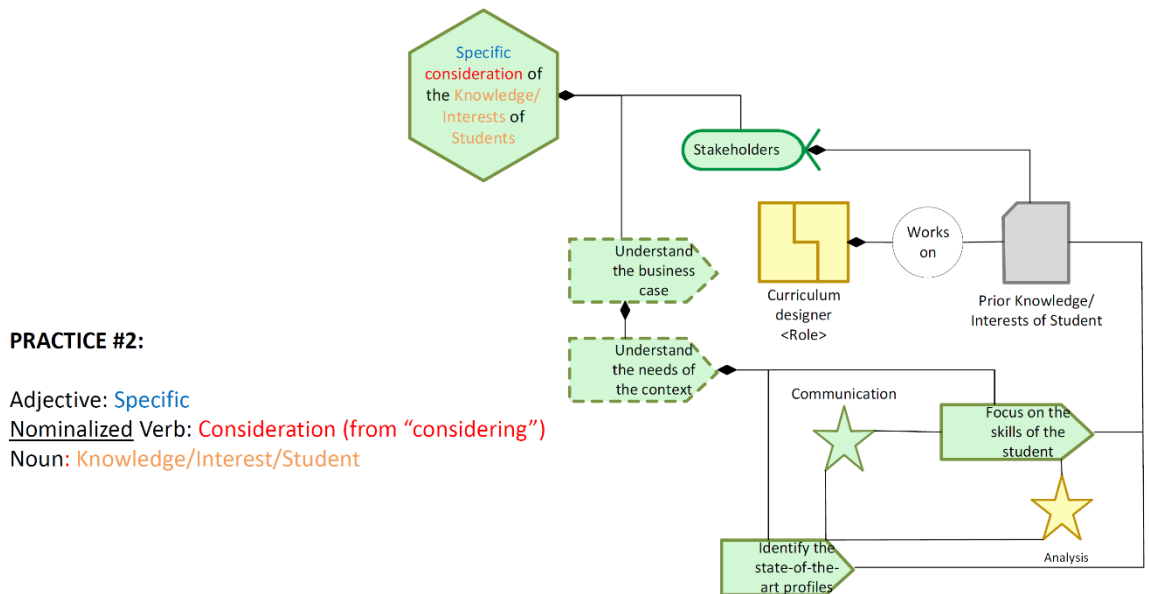 Specific
consideration of
the Knowledge/
Interests of
Students
Stakeholders
Works
on
Understand
the business
case
Curriculum
designer
<Role>
Prior Knowledge/
Interests of Student
PRACTICE #2:
Understand
the needs of
the context
Adjective: Specific
Nominalized Verb: Consideration (from “considering”)
Noun: Knowledge/Interest/Student
Communication
Focus on the
skills of the
student
Analysis
Identify the
state-of-the-
art profiles